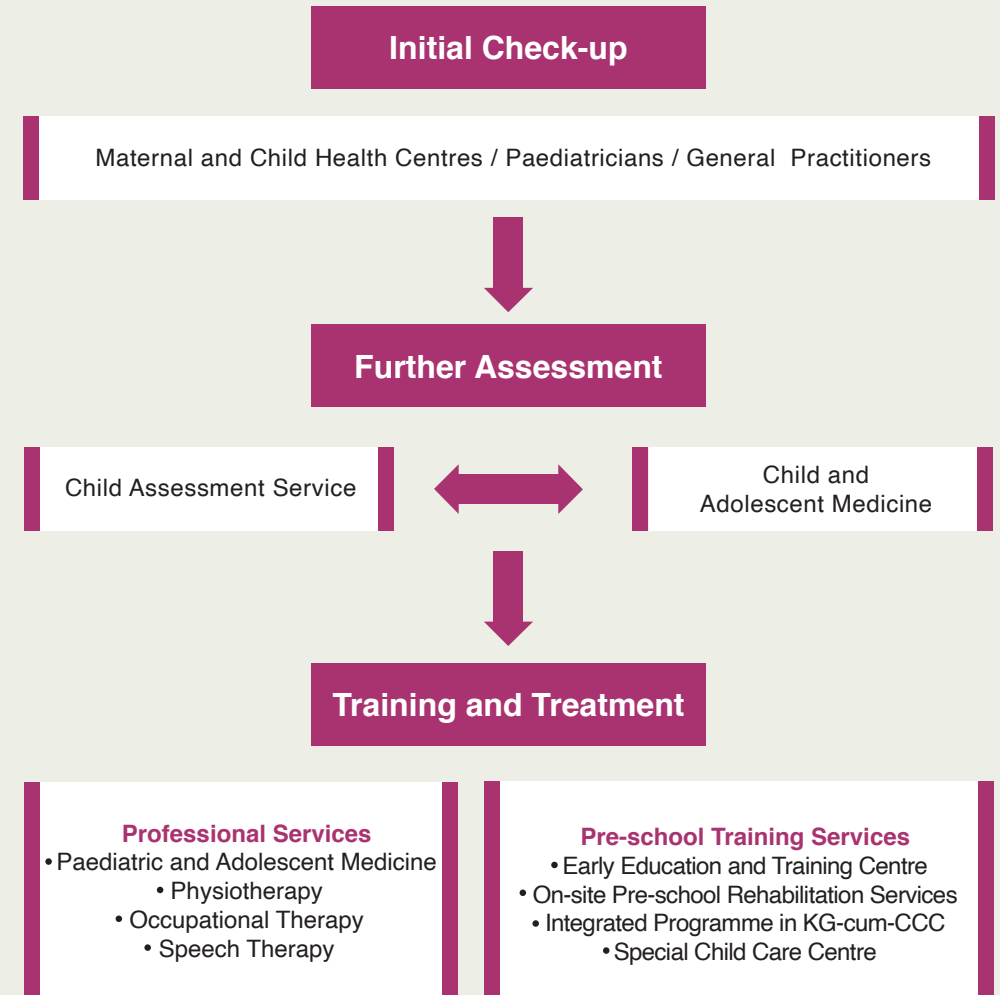 Initial Check-up
Maternal and Child Health Centres / Paediatricians / General Practitioners
Further Assessment
Child Assessment Service
Child and
Adolescent Medicine
Training and Treatment
Professional Services
• Paediatric and Adolescent Medicine
• Physiotherapy
• Occupational Therapy
• Speech Therapy
Pre-school Training Services
• Early Education and Training Centre
• On-site Pre-school Rehabilitation Services
• Integrated Programme in KG-cum-CCC
• Special Child Care Centre